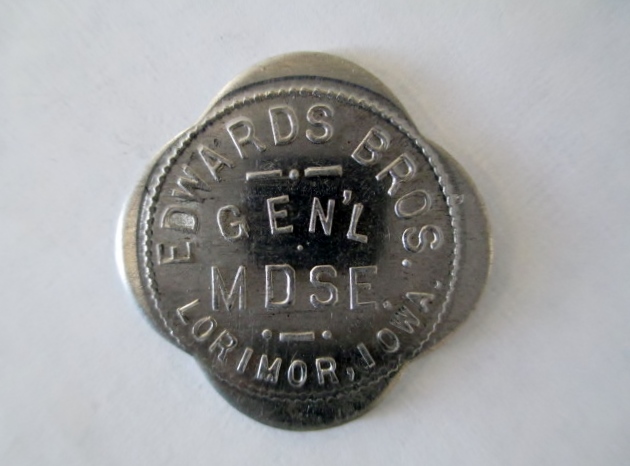 EDWARDS BROS.
GEN'L
MDSE.
LORIMOR, IOWA.